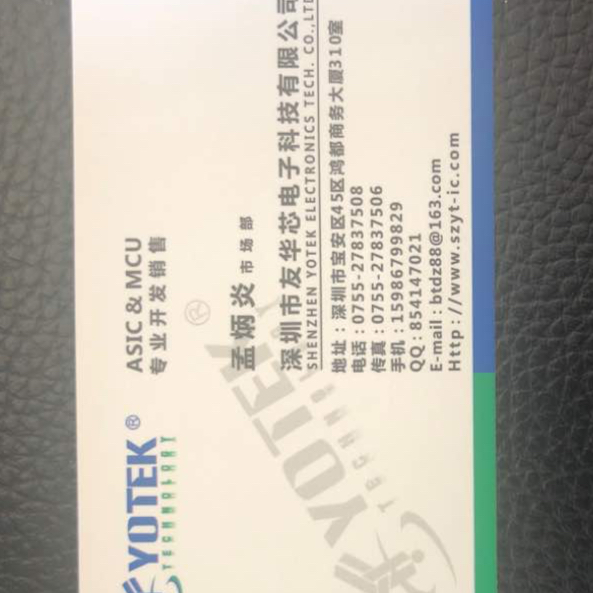 YOTEK®
TECHNOLOGY
ASIC & MCU
专业开发销售
孟炳炎 市场部
深圳市友华芯电子科技有限公司
SHENZHEN YOTEK ELECTRONICS TECH. CO.,LTD
地址：深圳市宝安区45区鸿都商务大厦310室
电话：0755-27837508
传真：0755-27837506
手机：15986799829
QQ：854147021
E-mail：btdz88@163.com
Http：//www.szyt-ic.com
YOTEK®
TECHNOLOGY